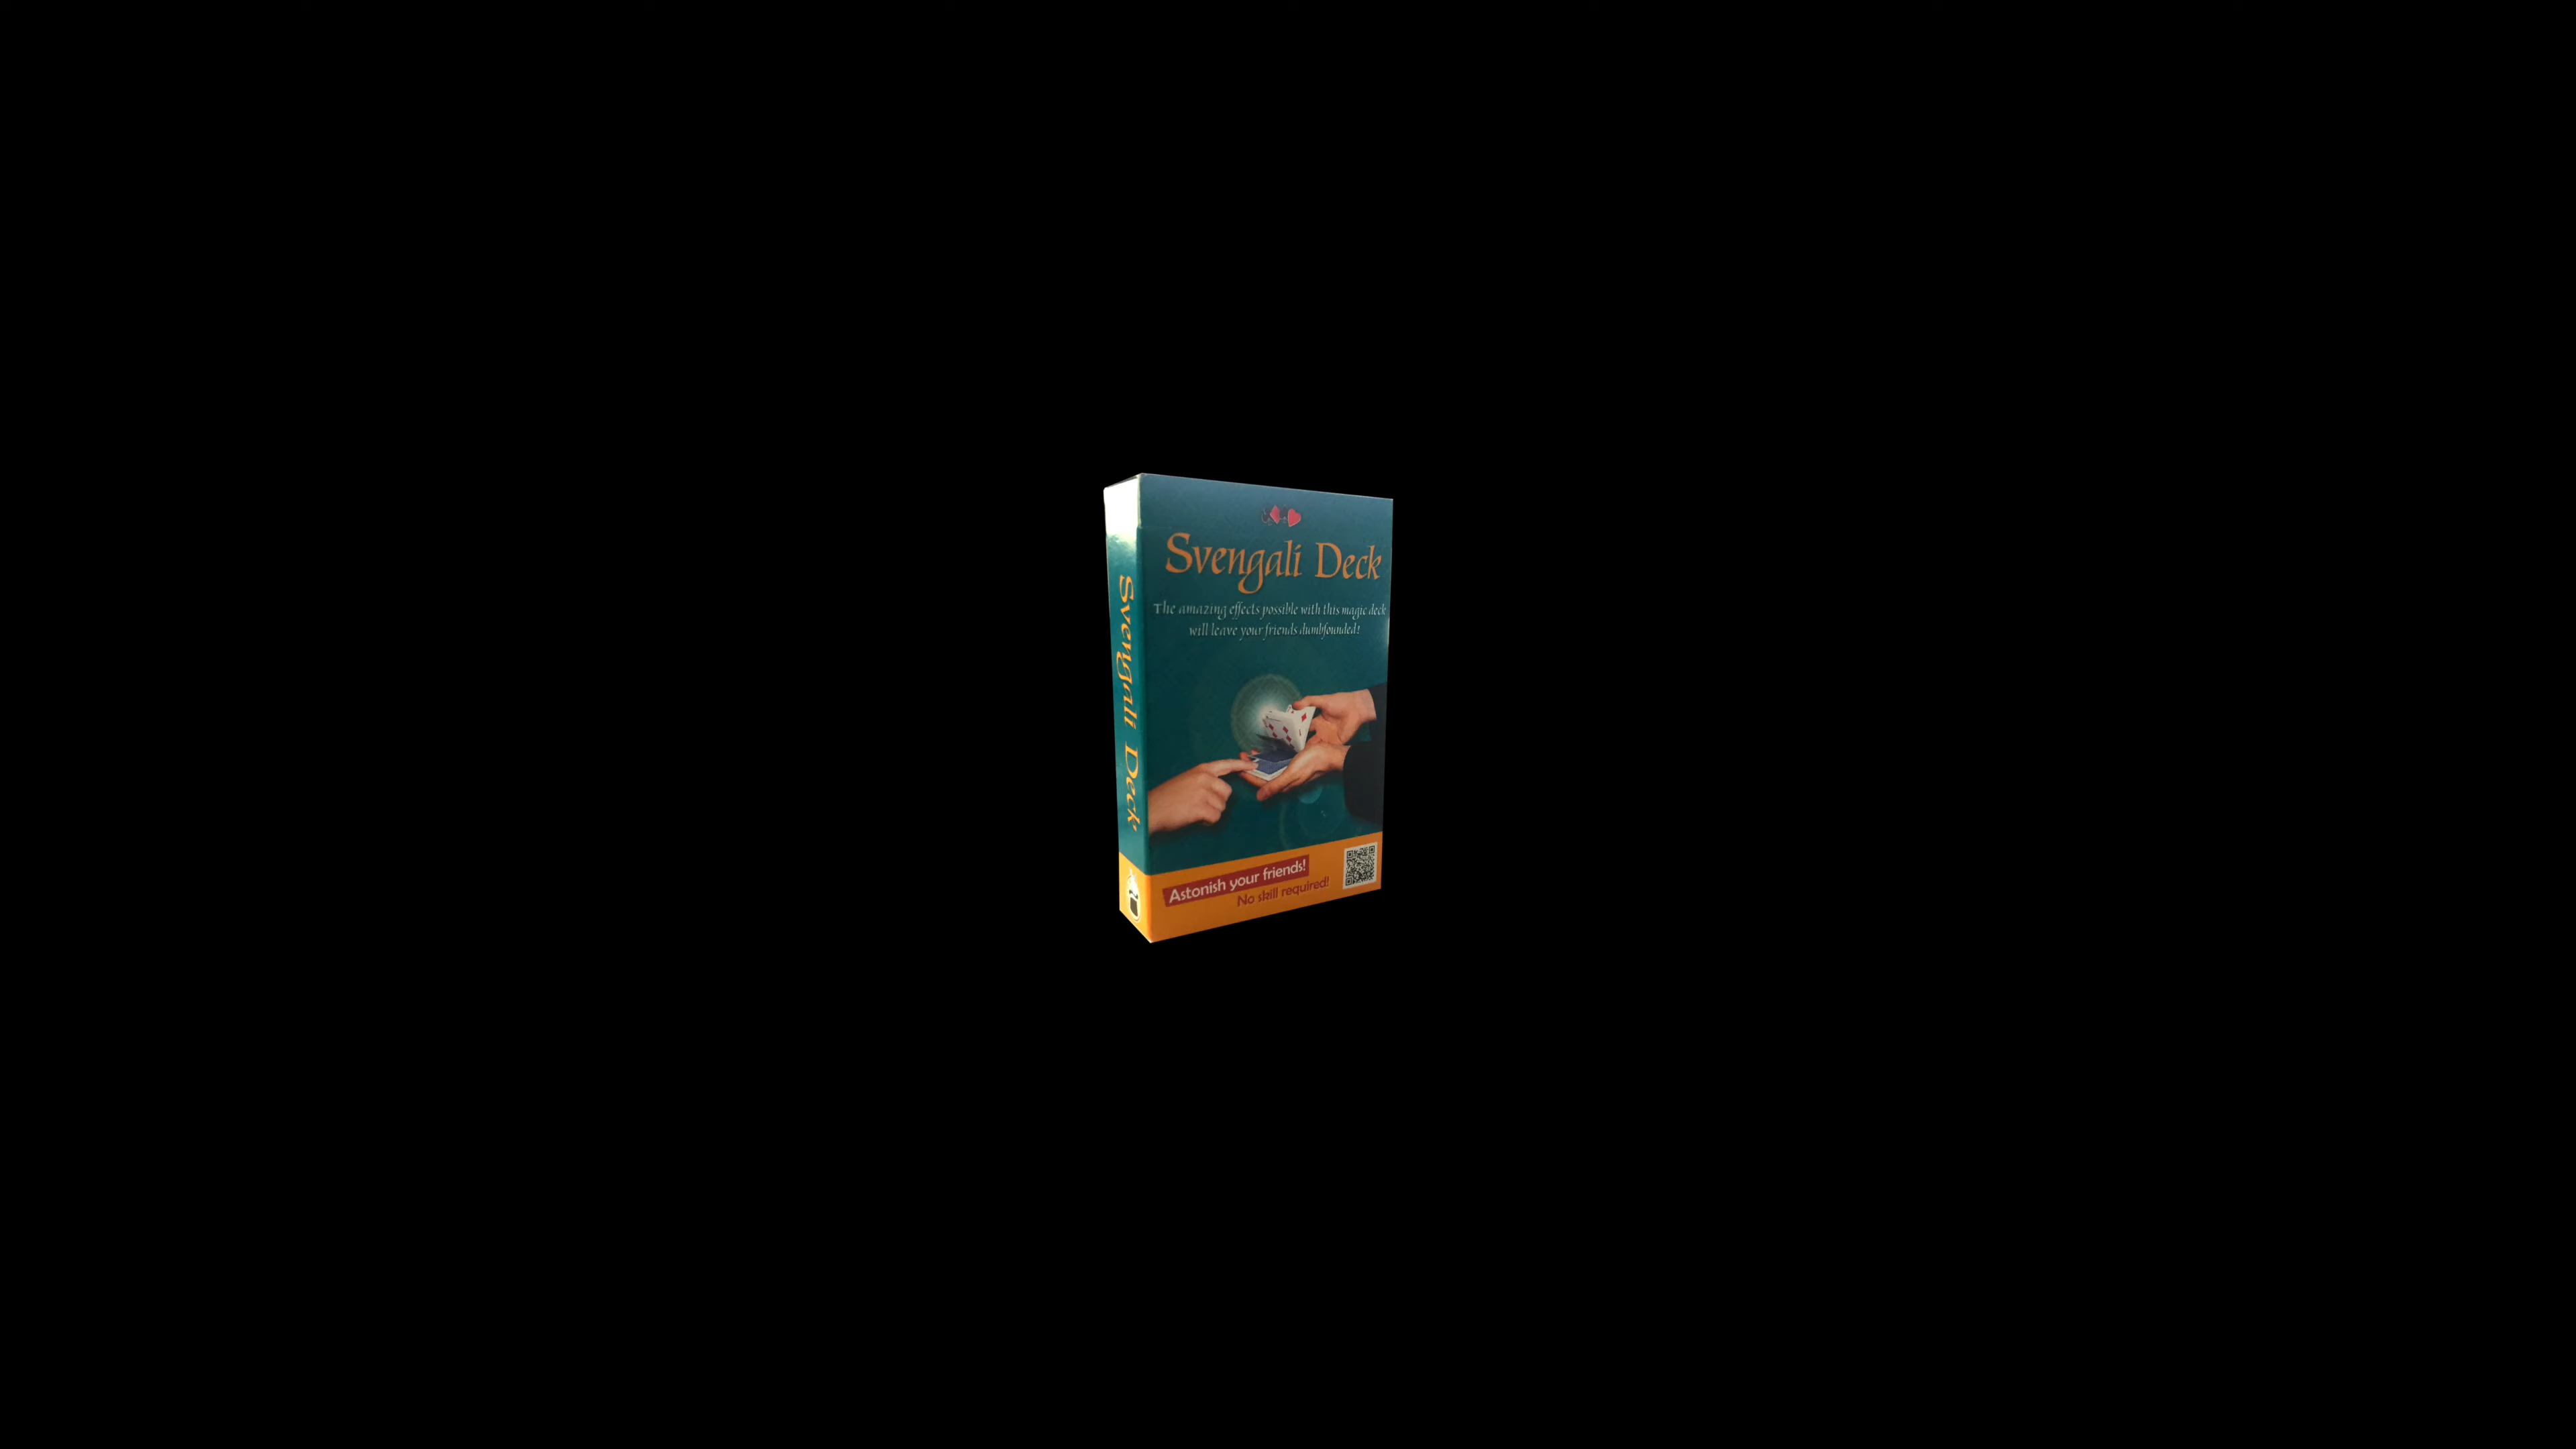 Svengali Deck
The amazing effects possible with this magic deck
will leave your friends dumbfounded!
Astonish your friends!
No skill required!
Svengali Deck